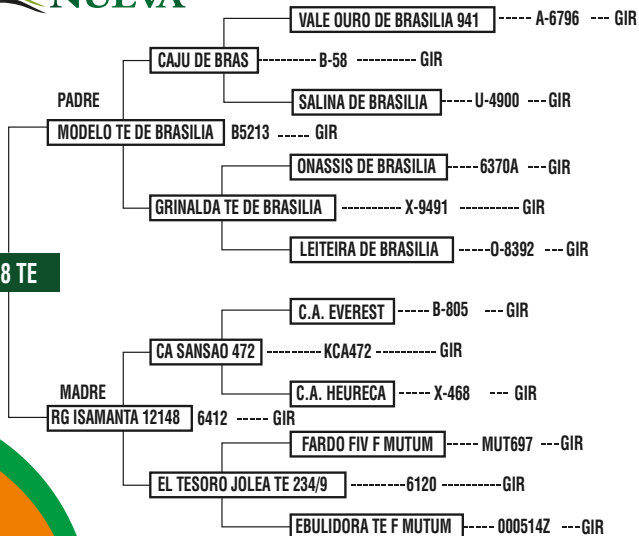 NUEVA
VALE OURO DE BRASILIA 941 ----- A-6796 --- GIR
CAJU DE BRAS ---------- B-58 ---------- GIR
PADRE
SALINA DE BRASILIA ----- U-4900 --- GIR
MODELO TE DE BRASILIA B5213 ----- GIR
ONASSIS DE BRASILIA ----- 6370A --- GIR
GRINALDA TE DE BRASILIA ---------- X-9491 ---------- GIR
LEITEIRA DE BRASILIA -----O-8392 --- GIR
8 TE
C.A. EVEREST ----- B-805 --- GIR
CA SANSAO 472 --------- KCA472 --------- GIR
MADRE
C.A. HEURECA ----- X-468 --- GIR
RG ISAMANTA 12148 6412 ----- GIR
FARDO FIV F MUTUM ----- MUT697 ---GIR
EL TESORO JOLEA TE 234/9 ----------6120 ----------GIR
EBULIDORA TE F MUTUM ----- 000514Z ---GIR